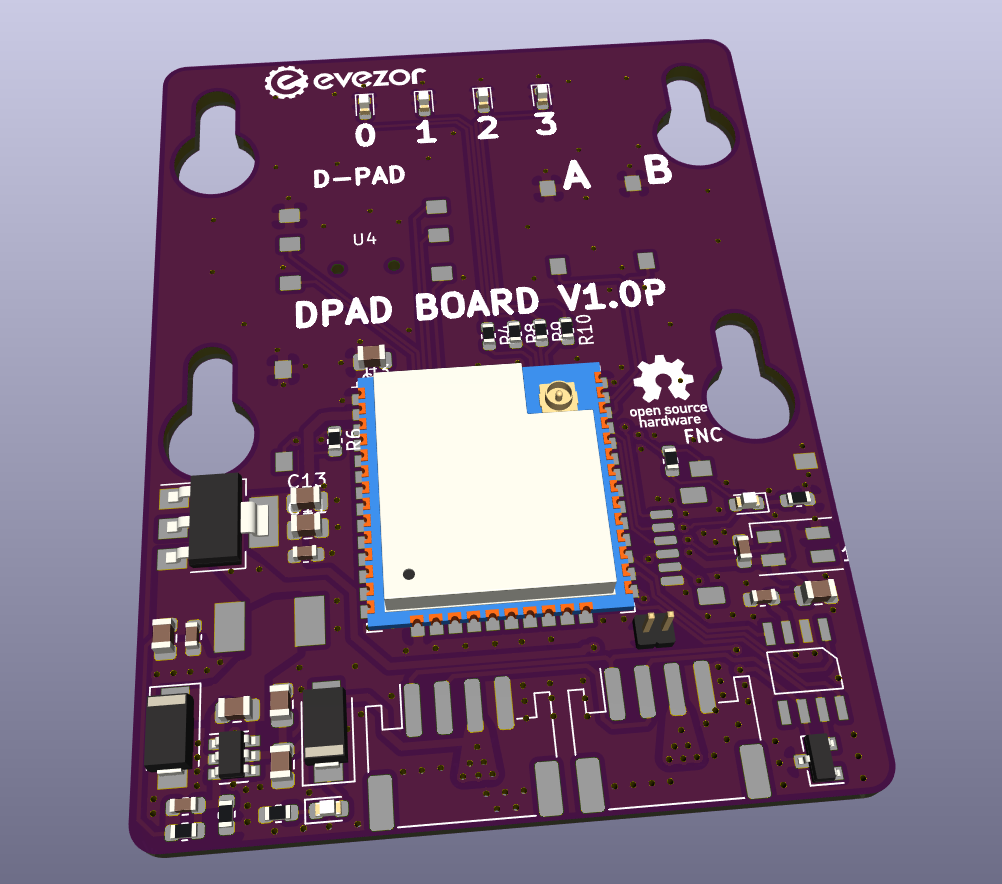 evezor
0 1 2 3
D-PAD
A B
U4
DPAD BOARD V1.0P
R4
R8
R9
R10
open source
hardware
FNC
R6
C13